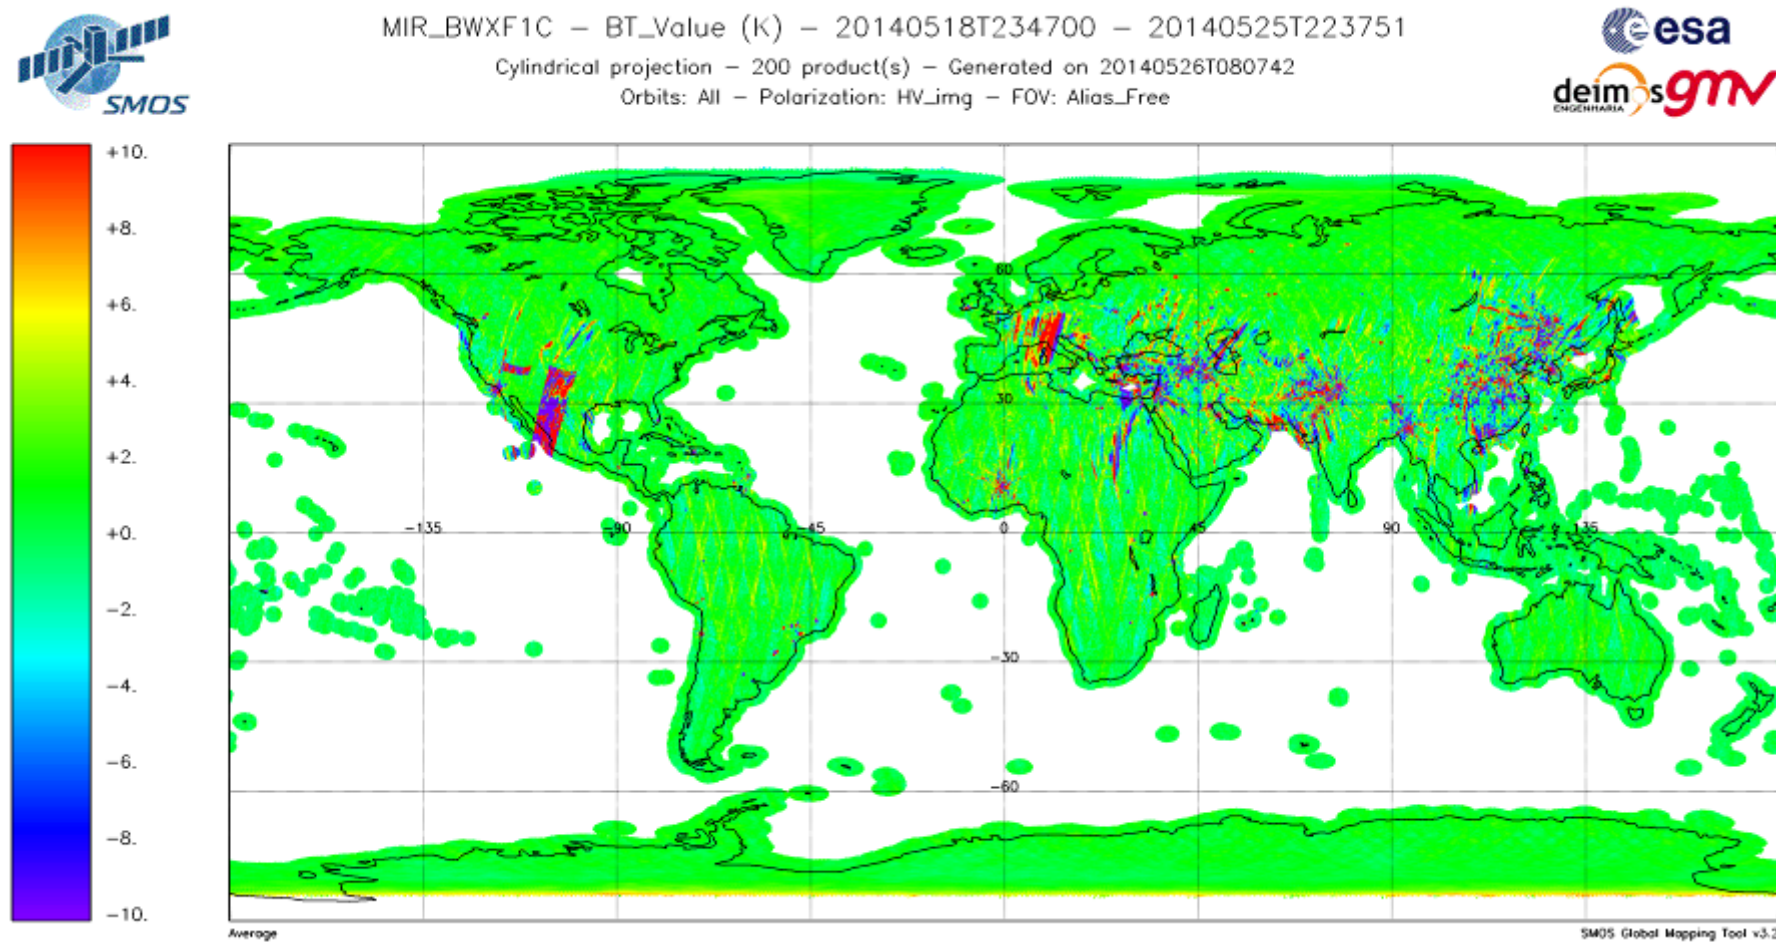 MIR_BWXF1C – BT_Value (K) – 20140518T234700 – 20140525T223751
Cylindrical projection – 200 product(s) – Generated on 20140526T080742
Orbits: All – Polarization: HV_img – FOV: Alias_Free
SMOS
esa
deimos
ENGENHARIA
gmv
+10.
+8.
+6.
+4.
+2.
+0.
−2.
−4.
−6.
−8.
−10.
60
30
−135
−90
−45
0
45
90
135
−30
−60
Average
SMOS Global Mapping Tool